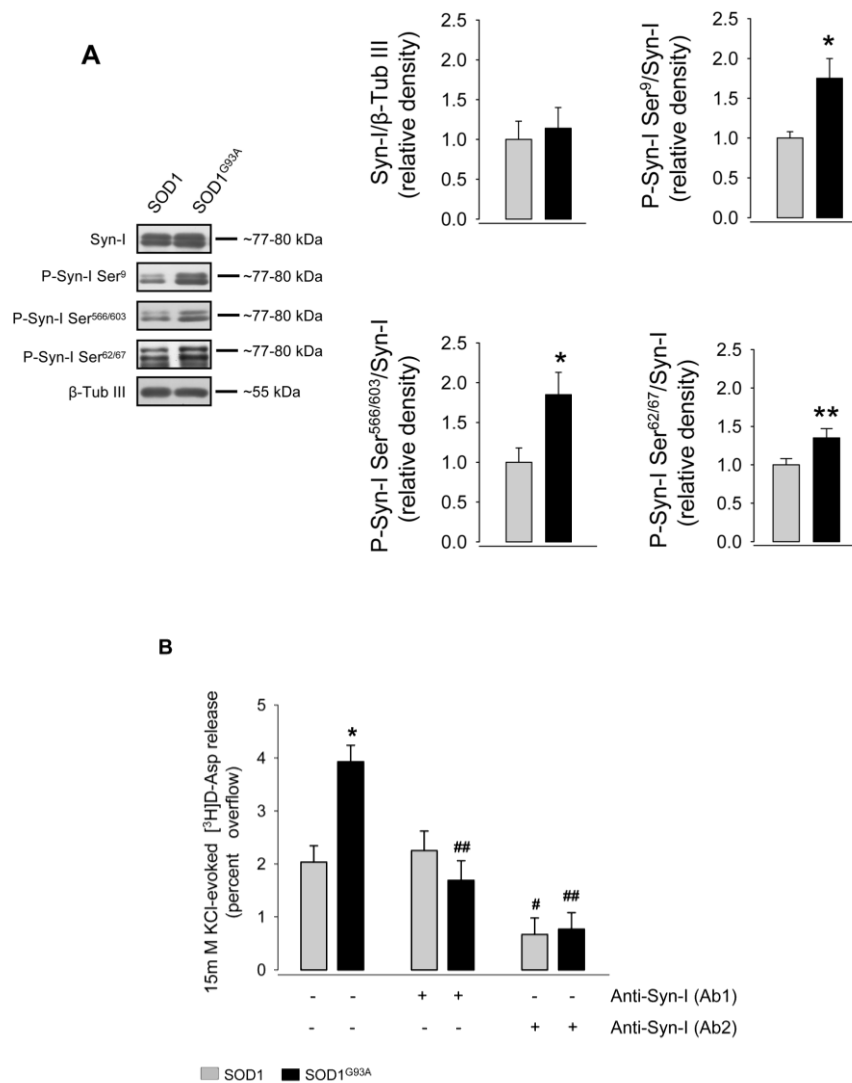 A
SOD1
SOD1G93A
Syn-I
~77-80 kDa
P-Syn-I Ser⁹
~77-80 kDa
P-Syn-I Ser⁵⁶⁶/⁶⁰³
~77-80 kDa
P-Syn-I Ser⁶²/⁶⁷
~77-80 kDa
β-Tub III
~55 kDa
Syn-I/β-Tub III
(relative density)
2.5
2.0
1.5
1.0
0.5
0.0
P-Syn-I Ser⁹/Syn-I
(relative density)
2.5
2.0
1.5
1.0
0.5
0.0
*
P-Syn-I Ser⁵⁶⁶/⁶⁰³/Syn-I
(relative density)
2.5
2.0
1.5
1.0
0.5
0.0
*
P-Syn-I Ser⁶²/⁶⁷/Syn-I
(relative density)
2.5
2.0
1.5
1.0
0.5
0.0
**
B
15m M KCl-evoked [³H]D-Asp release
(percent overflow)
5
4
3
2
1
0
*
##
#
##
- - + + - - Anti-Syn-I (Ab1)
- - - - + + Anti-Syn-I (Ab2)
SOD1 SOD1G93A